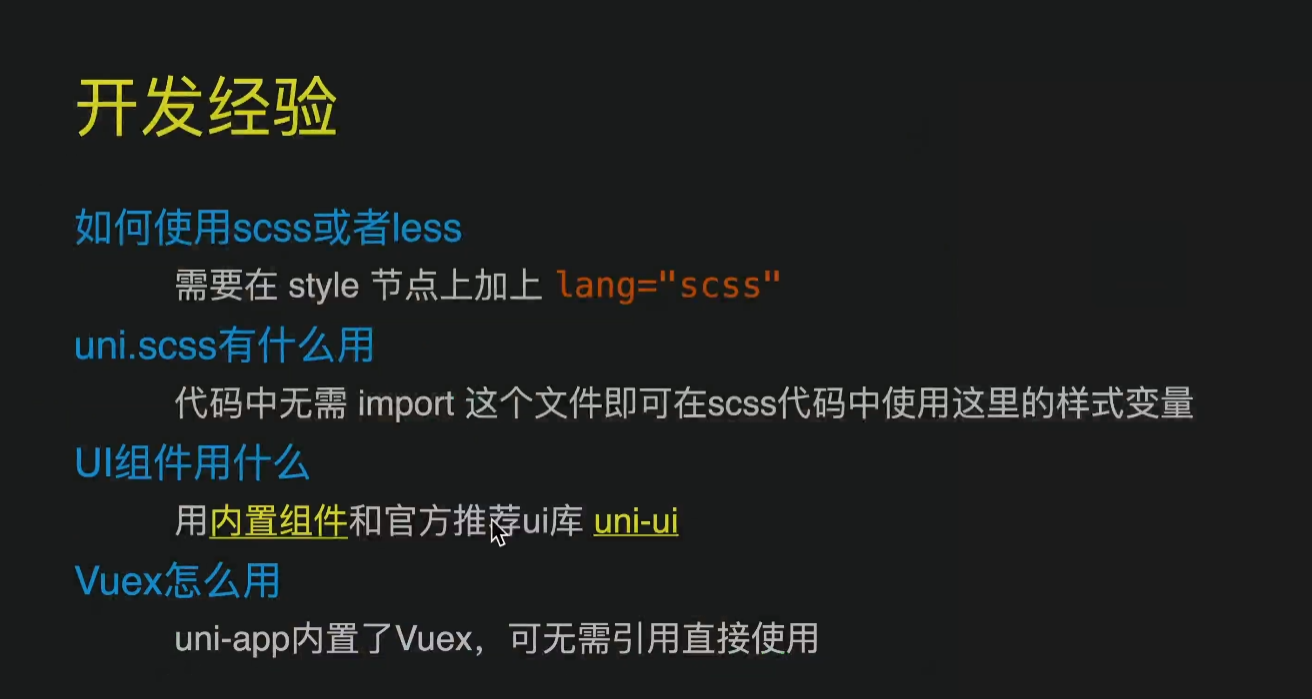 开发经验
如何使用scss或者less
需要在 style 节点上加上 lang="scss"
uni.scss有什么用
代码中无需 import 这个文件即可在scss代码中使用这里的样式变量
UI组件用什么
用内置组件和官方推荐ui库 uni-ui
Vuex怎么用
uni-app内置了Vuex，可无需引用直接使用